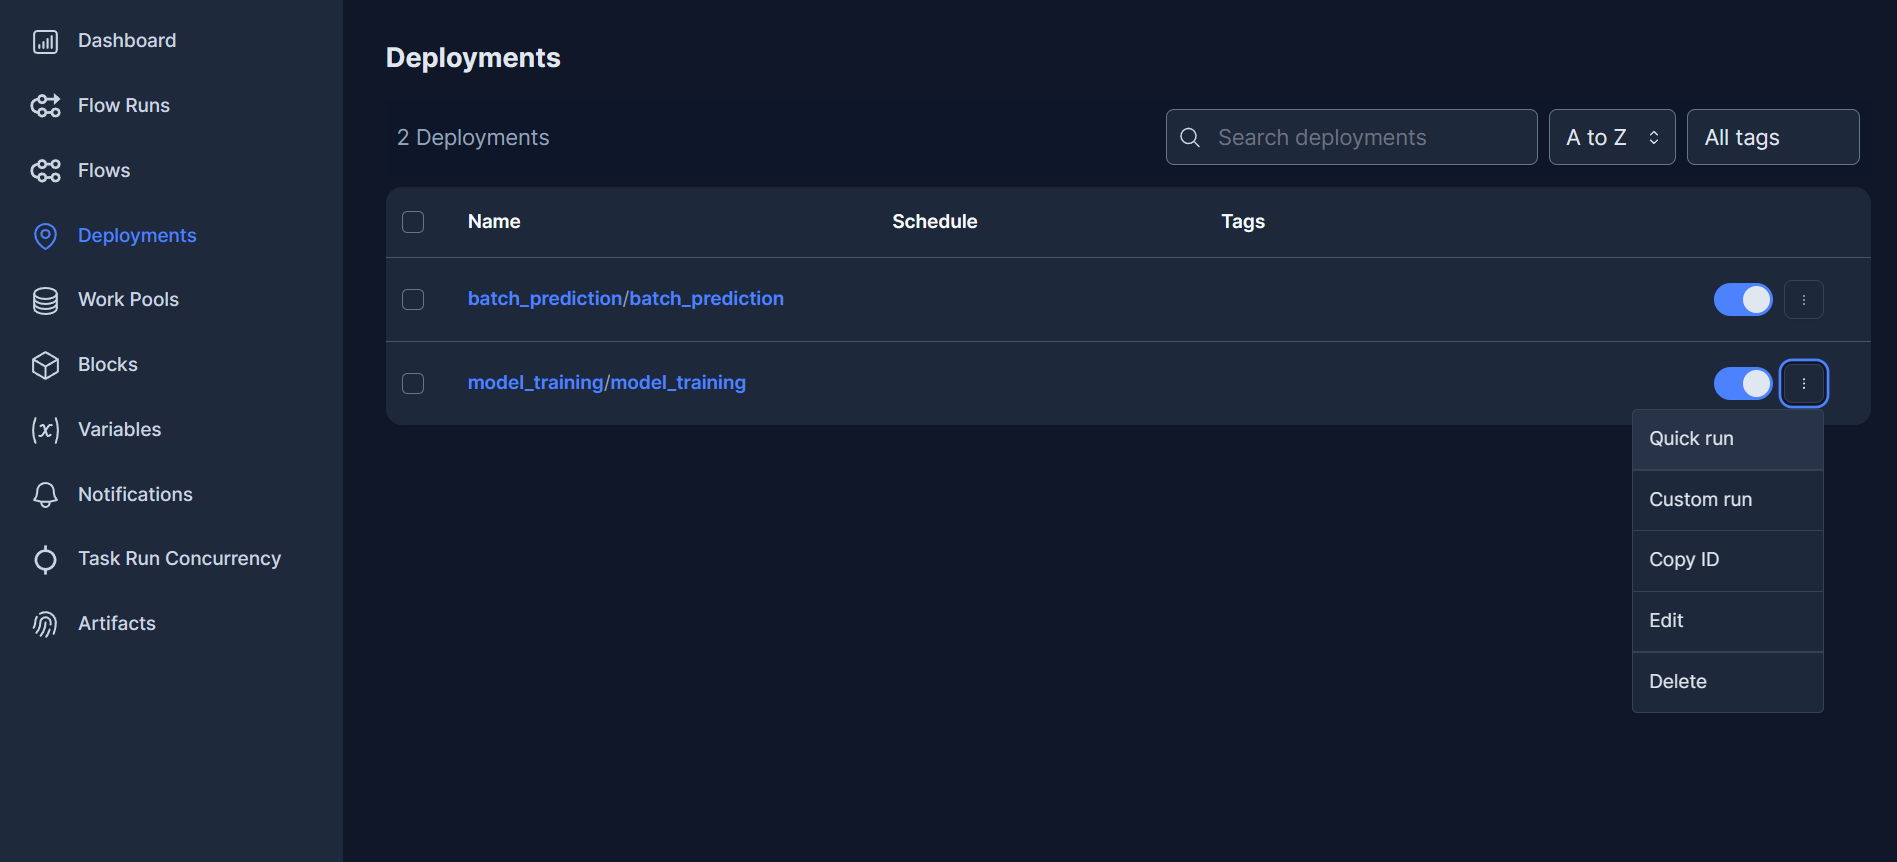 Dashboard
Flow Runs
Flows
Deployments
Work Pools
Blocks
(x) Variables
Notifications
Task Run Concurrency
Artifacts
Deployments
2 Deployments
Search deployments
A to Z
All tags
Name Schedule Tags
batch_prediction/batch_prediction
model_training/model_training
Quick run
Custom run
Copy ID
Edit
Delete